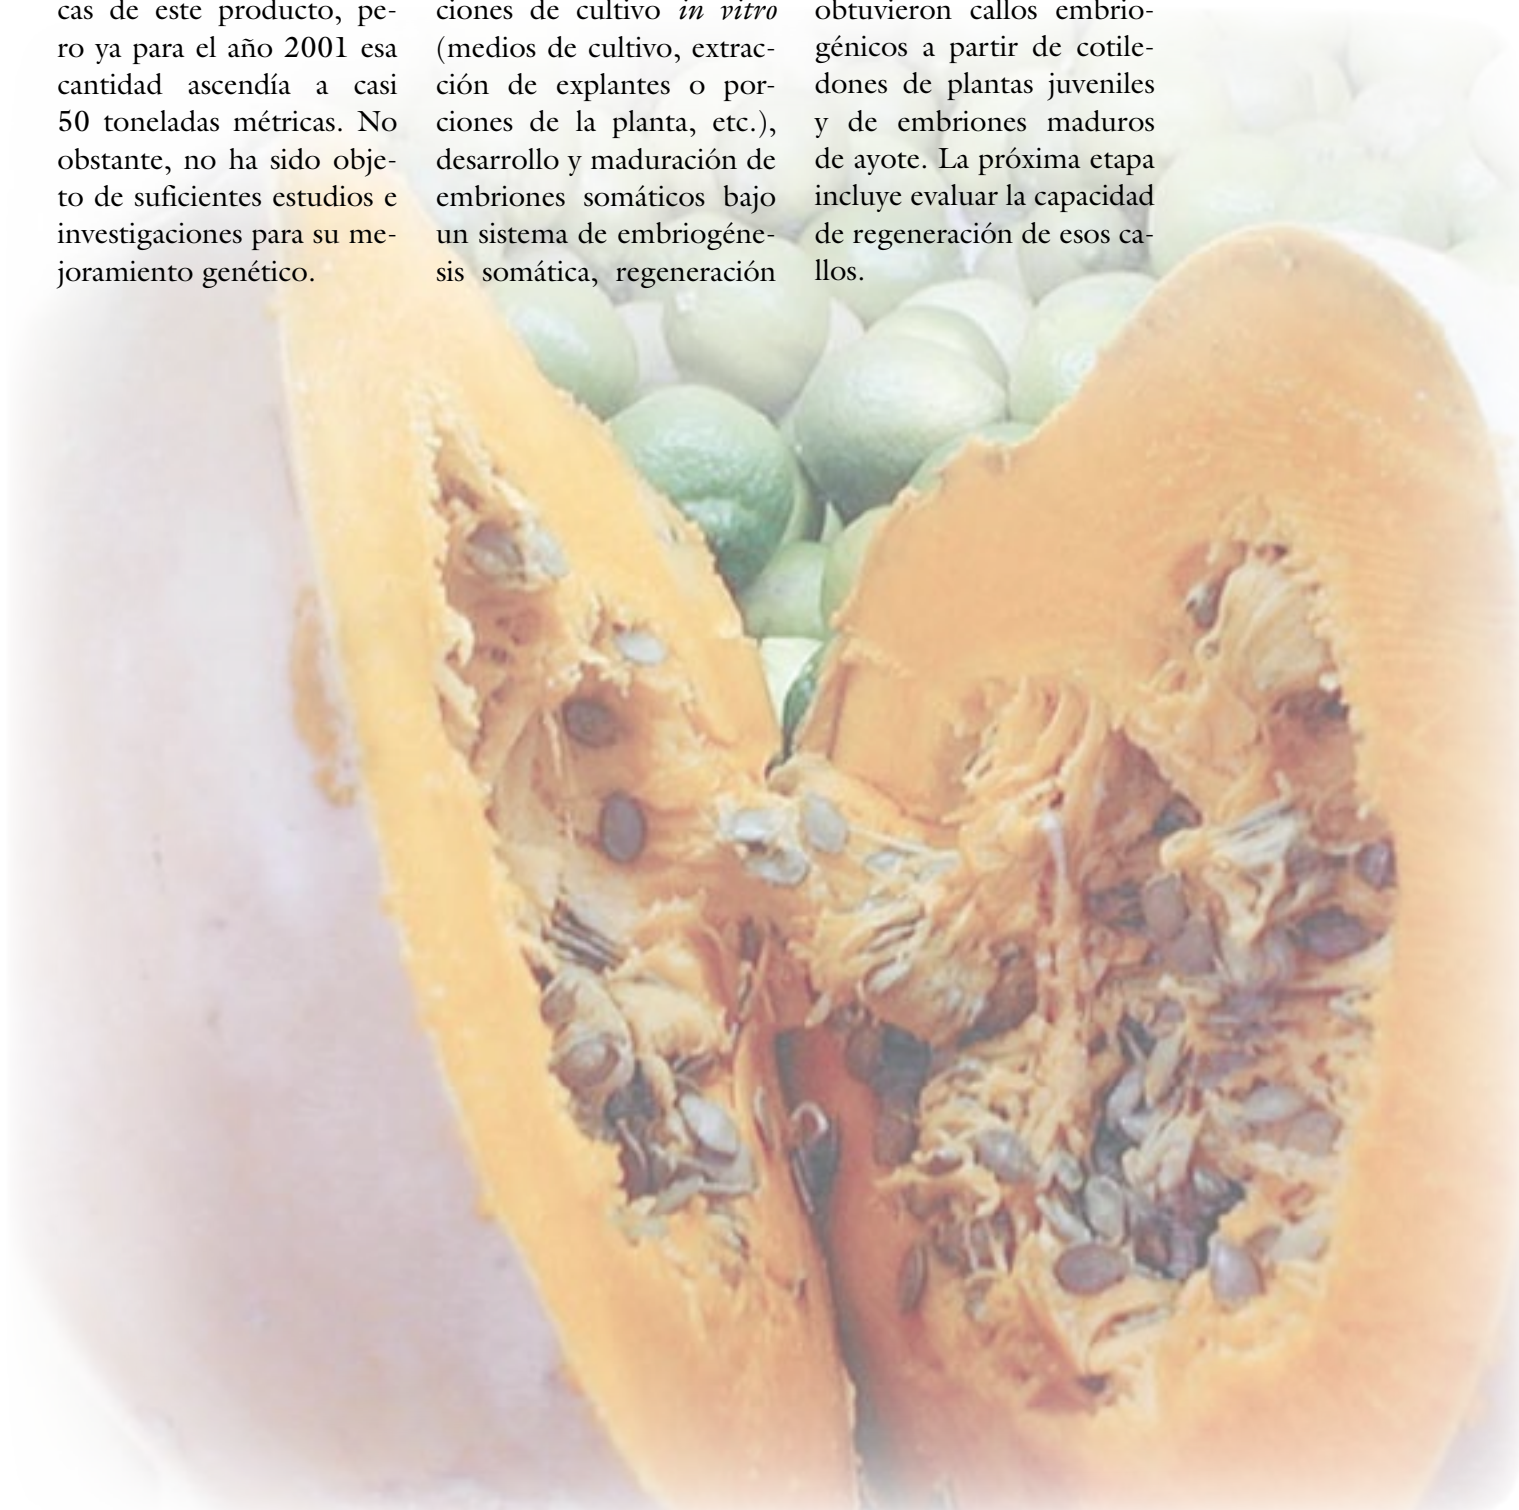 cas de este producto, pe-
ro ya para el año 2001 esa
cantidad ascendía a casi
50 toneladas métricas. No
obstante, no ha sido obje-
to de suficientes estudios e
investigaciones para su me-
joramiento genético.
ciones de cultivo in vitro
(medios de cultivo, extrac-
ción de explantes o por-
ciones de la planta, etc.),
desarrollo y maduración de
embriones somáticos bajo
un sistema de embriogéne-
sis somática, regeneración
obtuvieron callos embrio-
génicos a partir de cotile-
dones de plantas juveniles
y de embriones maduros
de ayote. La próxima etapa
incluye evaluar la capacidad
de regeneración de esos ca-
llos.